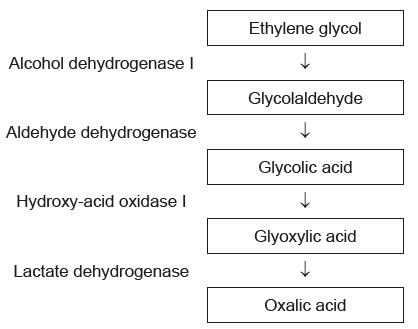 Ethylene glycol
Alcohol dehydrogenase I
↓
Glycolaldehyde
Aldehyde dehydrogenase
↓
Glycolic acid
Hydroxy-acid oxidase I
↓
Glyoxylic acid
Lactate dehydrogenase
↓
Oxalic acid